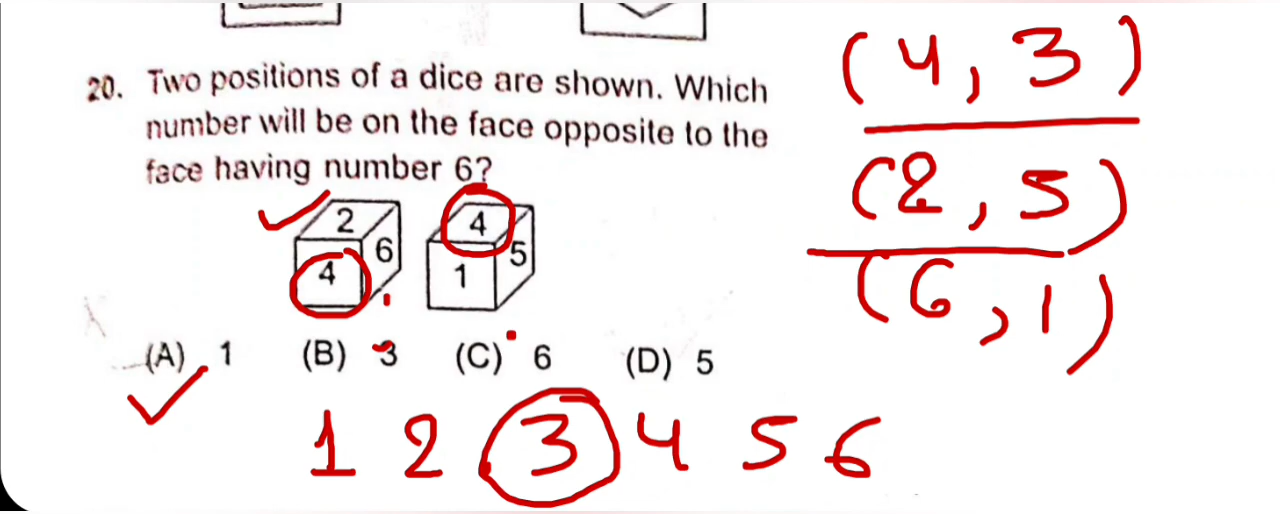 20. Two positions of a dice are shown. Which
number will be on the face opposite to the
face having number 6?
2
6
4
4
5
1
(A) 1 (B) 3 (C) 6 (D) 5
1 2 3 4 5 6
(4, 3)
(2, 5)
(6, 1)